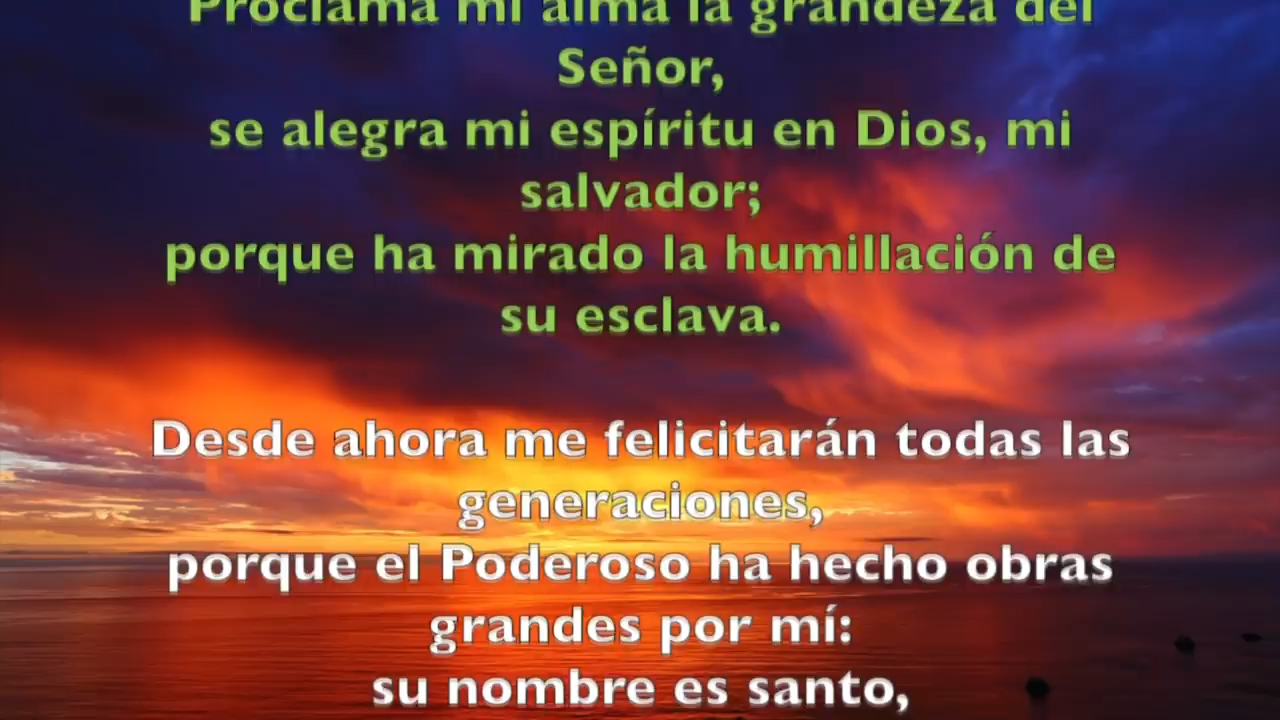 Proclama mi alma la grandeza del
Señor,
se alegra mi espíritu en Dios, mi
salvador;
porque ha mirado la humillación de
su esclava.
Desde ahora me felicitarán todas las
generaciones,
porque el Poderoso ha hecho obras
grandes por mí:
su nombre es santo,